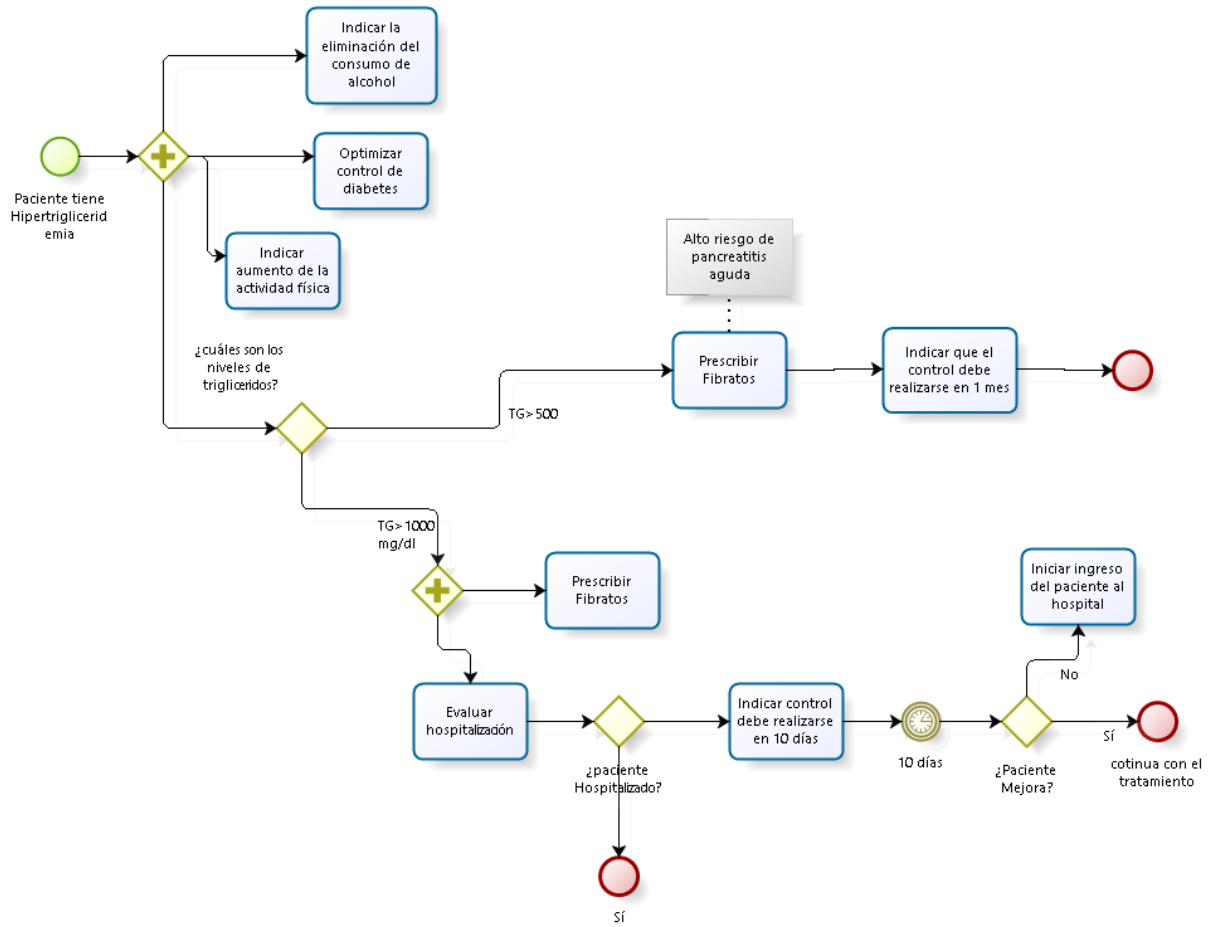 Indicar la
eliminación del
consumo de
alcohol
Optimizar
control de
diabetes
Paciente tiene
Hipertriglicerid
emia
Indicar
aumento de la
actividad física
Alto riesgo de
pancreatitis
aguda
¿cuáles son los
niveles de
trigliceridos?
Prescribir
Fibratos
Indicar que el
control debe
realizarse en 1 mes
TG>500
TG>1000
mg/dl
Prescribir
Fibratos
Iniciar ingreso
del paciente al
hospital
No
Evaluar
hospitalización
¿paciente
Hospitalizado?
Indicar control
debe realizarse
en 10 días
10 días
¿Paciente
Mejora?
Sí
cotinua con el
tratamiento
Sí